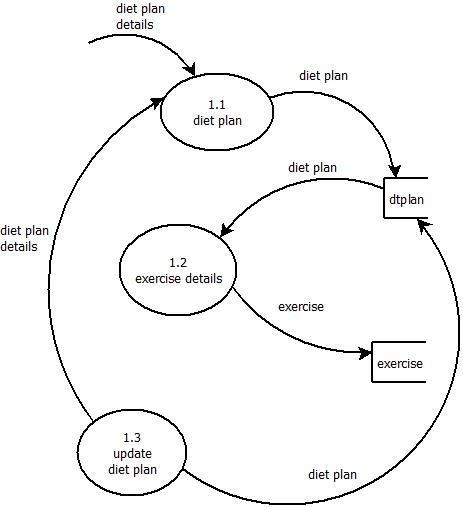 diet plan
details
1.1
diet plan
diet plan
diet plan
dtplan
diet plan
details
1.2
exercise details
exercise
exercise
1.3
update
diet plan
diet plan